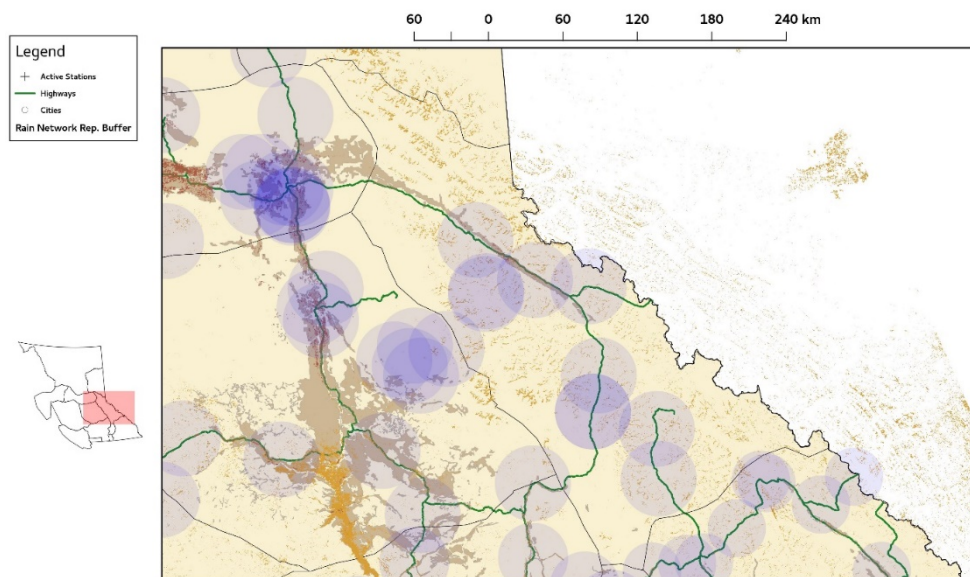 60 0 60 120 180 240 km
Legend
Active Stations
Highways
Cities
Rain Network Rep. Buffer